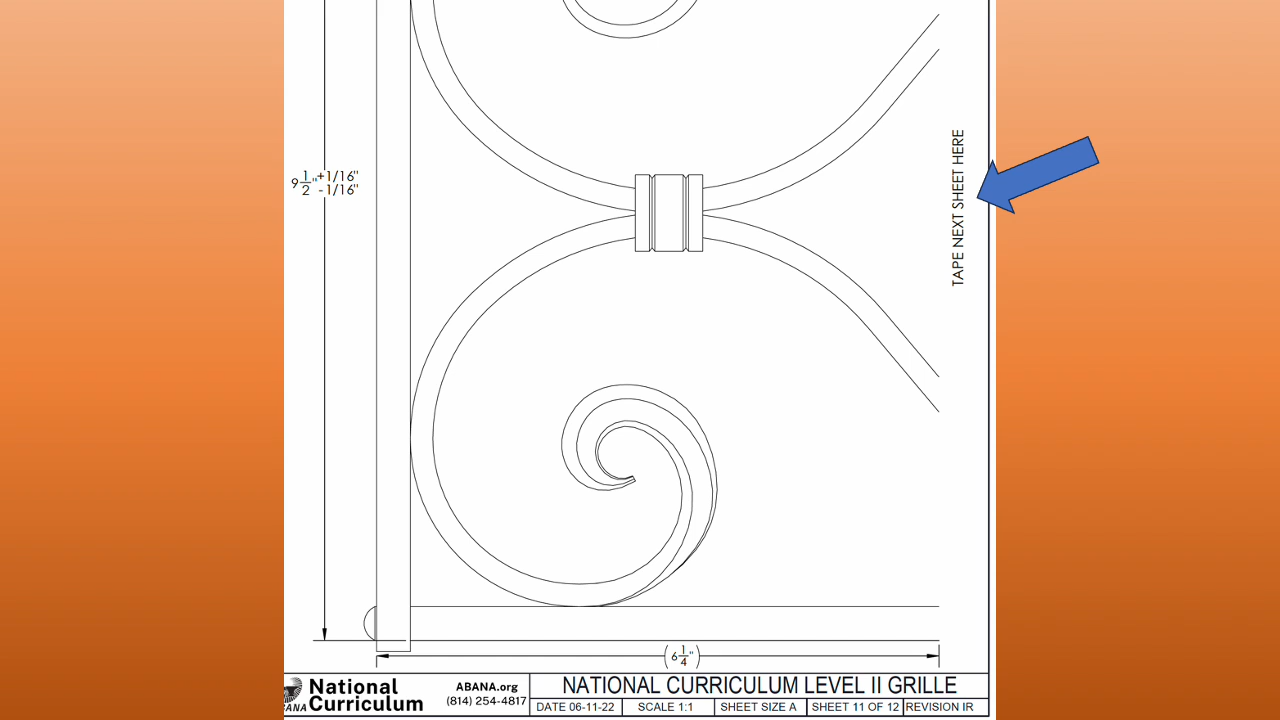 9 1/2" +1/16"
-1/16"
TAPE NEXT SHEET HERE
(6 1/4")
National
Curriculum
ABANA
ABANA.org
(814) 254-4817
NATIONAL CURRICULUM LEVEL II GRILLE
DATE 06-11-22 SCALE 1:1 SHEET SIZE A SHEET 11 OF 12 REVISION IR